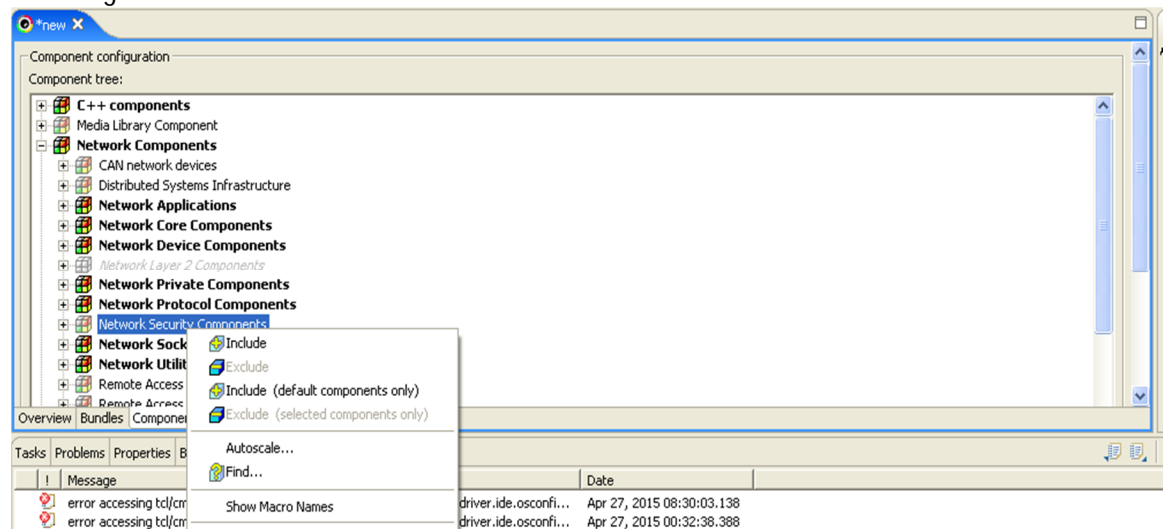 *new
Component configuration
Component tree:
C++ components
Media Library Component
Network Components
CAN network devices
Distributed Systems Infrastructure
Network Applications
Network Core Components
Network Device Components
Network Layer 2 Components
Network Private Components
Network Protocol Components
Network Security Components
Network Sock
Include
Network Utilit
Exclude
Remote Access
Include (default components only)
Remote Access
Exclude (selected components only)
Overview Bundles Componen
Autoscale...
Tasks Problems Properties B
Find...
! Message Date
error accessing tcl/cm driver.ide.osconfi... Apr 27, 2015 08:30:03.138
Show Macro Names
error accessing tcl/cm driver.ide.osconfi... Apr 27, 2015 00:32:38.388